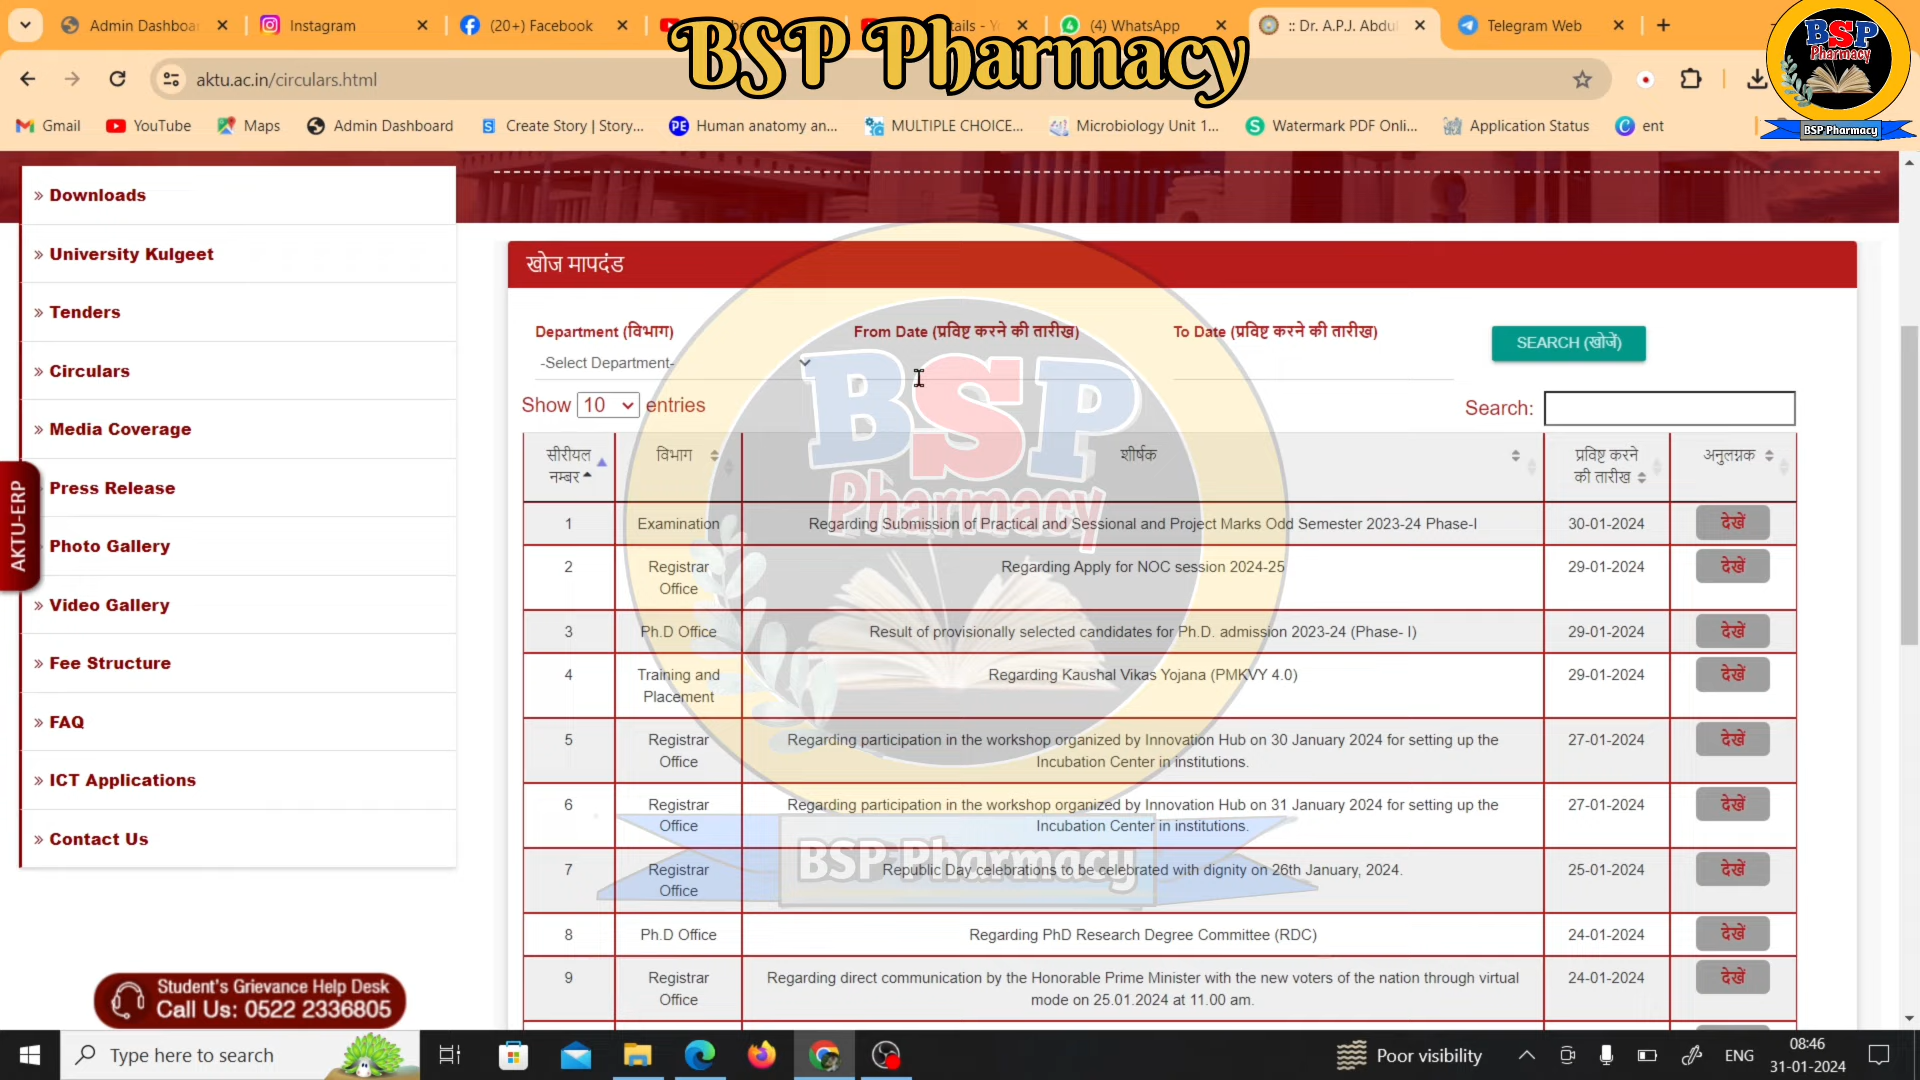 Admin Dashboar
Instagram
(20+) Facebook
(4) WhatsApp
:: Dr. A.P.J. Abdul
Telegram Web
BSP Pharmacy
BSP
Pharmacy
BSP Pharmacy
aktu.ac.in/circulars.html
Gmail
YouTube
Maps
Admin Dashboard
Create Story | Story...
Human anatomy an...
MULTIPLE CHOICE...
Microbiology Unit 1...
Watermark PDF Onli...
Application Status
ent
» Downloads
» University Kulgeet
» Tenders
» Circulars
» Media Coverage
Press Release
Photo Gallery
» Video Gallery
» Fee Structure
» FAQ
» ICT Applications
» Contact Us
AKTU-ERP
Student's Grievance Help Desk
Call Us: 0522 2336805
खोज मापदंड
Department (विभाग)
From Date (प्रविष्ट करने की तारीख)
To Date (प्रविष्ट करने की तारीख)
SEARCH (खोजें)
-Select Department-
Show 10 entries
Search:
सीरीयल नम्बर
विभाग
शीर्षक
प्रविष्ट करने की तारीख
अनुलग्नक
1 Examination Regarding Submission of Practical and Sessional and Project Marks Odd Semester 2023-24 Phase-I 30-01-2024 देखें
2 Registrar Office Regarding Apply for NOC session 2024-25 29-01-2024 देखें
3 Ph.D Office Result of provisionally selected candidates for Ph.D. admission 2023-24 (Phase- I) 29-01-2024 देखें
4 Training and Placement Regarding Kaushal Vikas Yojana (PMKVY 4.0) 29-01-2024 देखें
5 Registrar Office Regarding participation in the workshop organized by Innovation Hub on 30 January 2024 for setting up the Incubation Center in institutions. 27-01-2024 देखें
6 Registrar Office Regarding participation in the workshop organized by Innovation Hub on 31 January 2024 for setting up the Incubation Center in institutions. 27-01-2024 देखें
7 Registrar Office Republic Day celebrations to be celebrated with dignity on 26th January, 2024. 25-01-2024 देखें
8 Ph.D Office Regarding PhD Research Degree Committee (RDC) 24-01-2024 देखें
9 Registrar Office Regarding direct communication by the Honorable Prime Minister with the new voters of the nation through virtual mode on 25.01.2024 at 11.00 am. 24-01-2024 देखें
BSP
Pharmacy
BSP Pharmacy
Type here to search
Poor visibility
ENG
08:46
31-01-2024